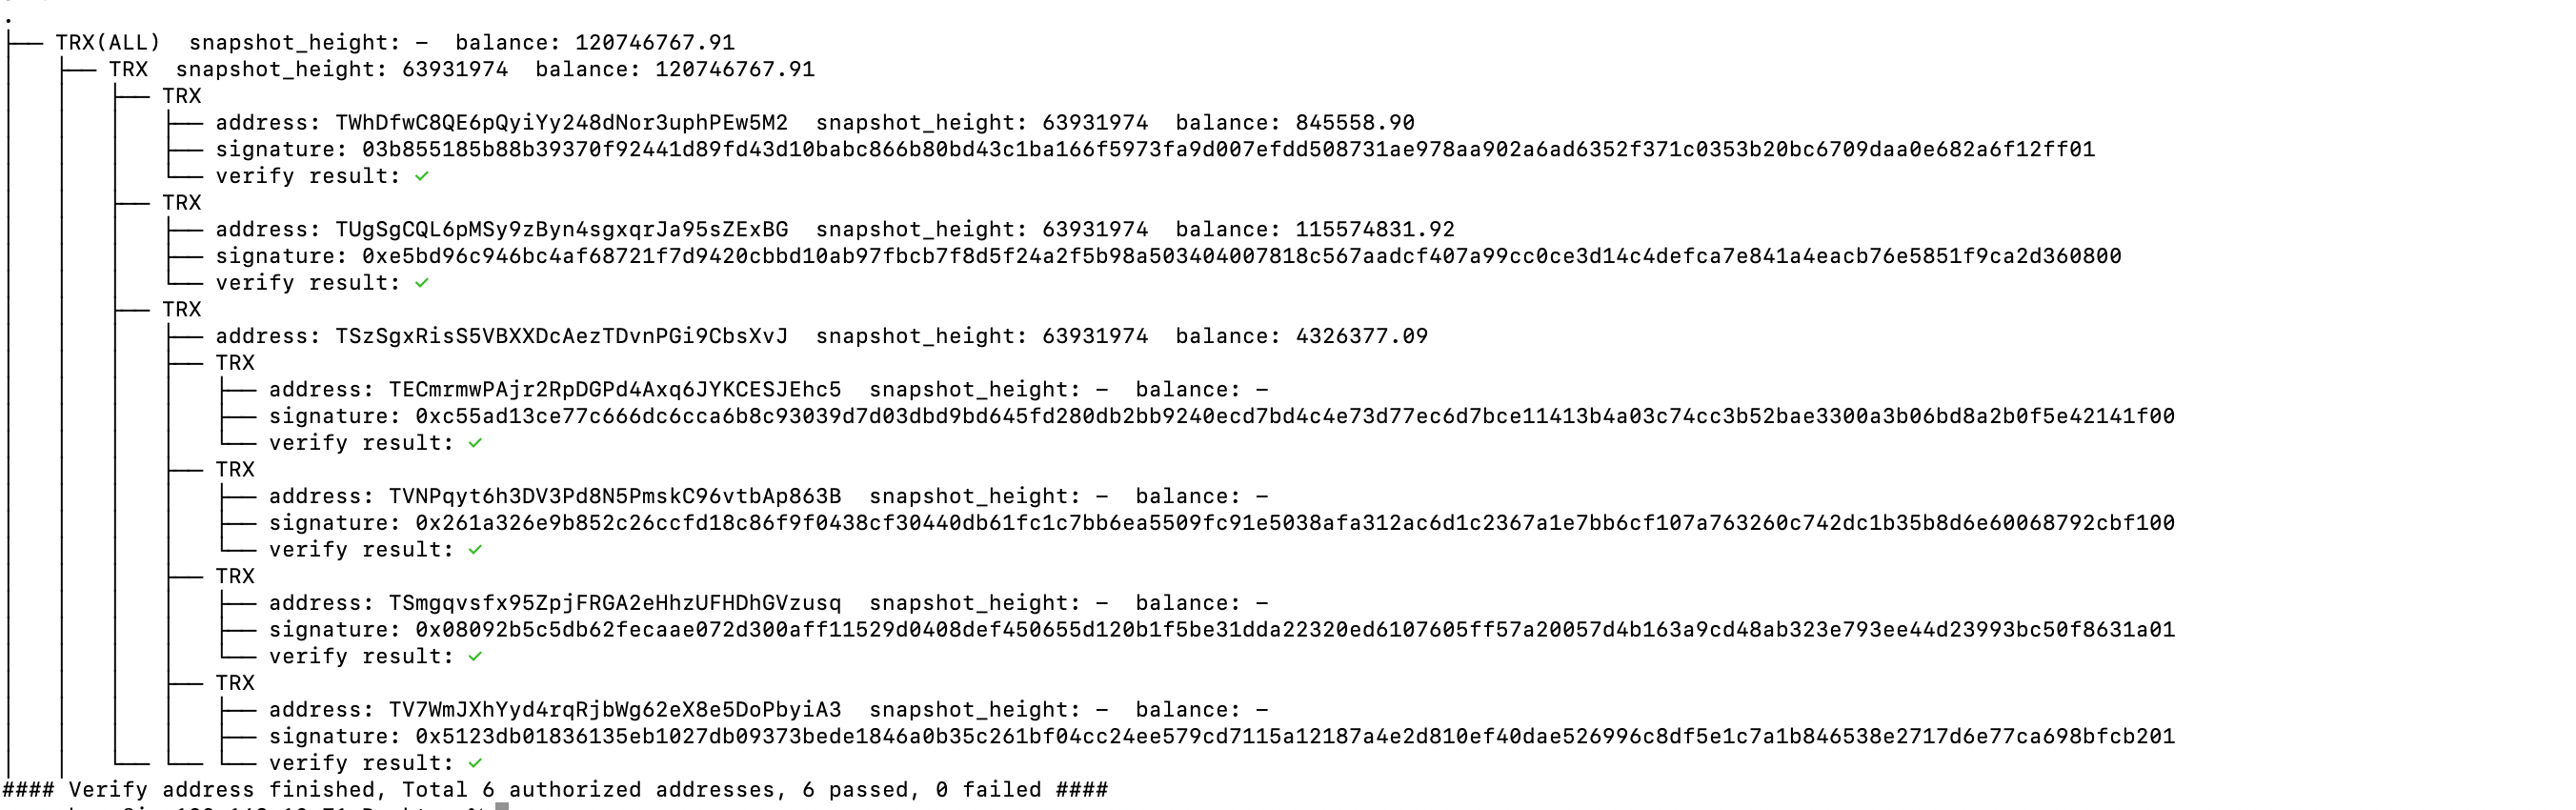 .
├── TRX(ALL)  snapshot_height: -  balance: 120746767.91
│   ├── TRX  snapshot_height: 63931974  balance: 120746767.91
│   │   ├── TRX
│   │   │   ├── address: TWhDfwC8QE6pQyiYy248dNor3uphPEw5M2  snapshot_height: 63931974  balance: 845558.90
│   │   │   ├── signature: 03b855185b88b39370f92441d89fd43d10babc866b80bd43c1ba166f5973fa9d007efdd508731ae978aa902a6ad6352f371c0353b20bc6709daa0e682a6f12ff01
│   │   │   └── verify result: ✓
│   │   ├── TRX
│   │   │   ├── address: TUgSgCQL6pMSy9zByn4sgxqrJa95sZExBG  snapshot_height: 63931974  balance: 115574831.92
│   │   │   ├── signature: 0xe5bd96c946bc4af68721f7d9420cbbd10ab97fbcb7f8d5f24a2f5b98a503404007818c567aadcf407a99cc0ce3d14c4defca7e841a4eacb76e5851f9ca2d360800
│   │   │   └── verify result: ✓
│   │   ├── TRX
│   │   │   ├── address: TSzSgxRisS5VBXXDcAezTDvnPGi9CbsXvJ  snapshot_height: 63931974  balance: 4326377.09
│   │   │   ├── TRX
│   │   │   │   ├── address: TECmrmwPAjr2RpDGPd4Axq6JYKCESJEhc5  snapshot_height: -  balance: -
│   │   │   │   ├── signature: 0xc55ad13ce77c666dc6cca6b8c93039d7d03dbd9bd645fd280db2bb9240ecd7bd4c4e73d77ec6d7bce11413b4a03c74cc3b52bae3300a3b06bd8a2b0f5e42141f00
│   │   │   │   └── verify result: ✓
│   │   │   ├── TRX
│   │   │   │   ├── address: TVNPqyt6h3DV3Pd8N5PmskC96vtbAp863B  snapshot_height: -  balance: -
│   │   │   │   ├── signature: 0x261a326e9b852c26ccfd18c86f9f0438cf30440db61fc1c7bb6ea5509fc91e5038afa312ac6d1c2367a1e7bb6cf107a763260c742dc1b35b8d6e60068792cbf100
│   │   │   │   └── verify result: ✓
│   │   │   ├── TRX
│   │   │   │   ├── address: TSmgqvsfx95ZpjFRGA2eHhzUFHDhGVzusq  snapshot_height: -  balance: -
│   │   │   │   ├── signature: 0x08092b5c5db62fecaae072d300aff11529d0408def450655d120b1f5be31dda22320ed6107605ff57a20057d4b163a9cd48ab323e793ee44d23993bc50f8631a01
│   │   │   │   └── verify result: ✓
│   │   │   ├── TRX
│   │   │   │   ├── address: TV7WmJXhYyd4rqRjbWg62eX8e5DoPbyiA3  snapshot_height: -  balance: -
│   │   │   │   ├── signature: 0x5123db01836135eb1027db09373bede1846a0b35c261bf04cc24ee579cd7115a12187a4e2d810ef40dae526996c8df5e1c7a1b846538e2717d6e77ca698bfcb201
│   │   └── └── └── verify result: ✓
#### Verify address finished, Total 6 authorized addresses, 6 passed, 0 failed ####